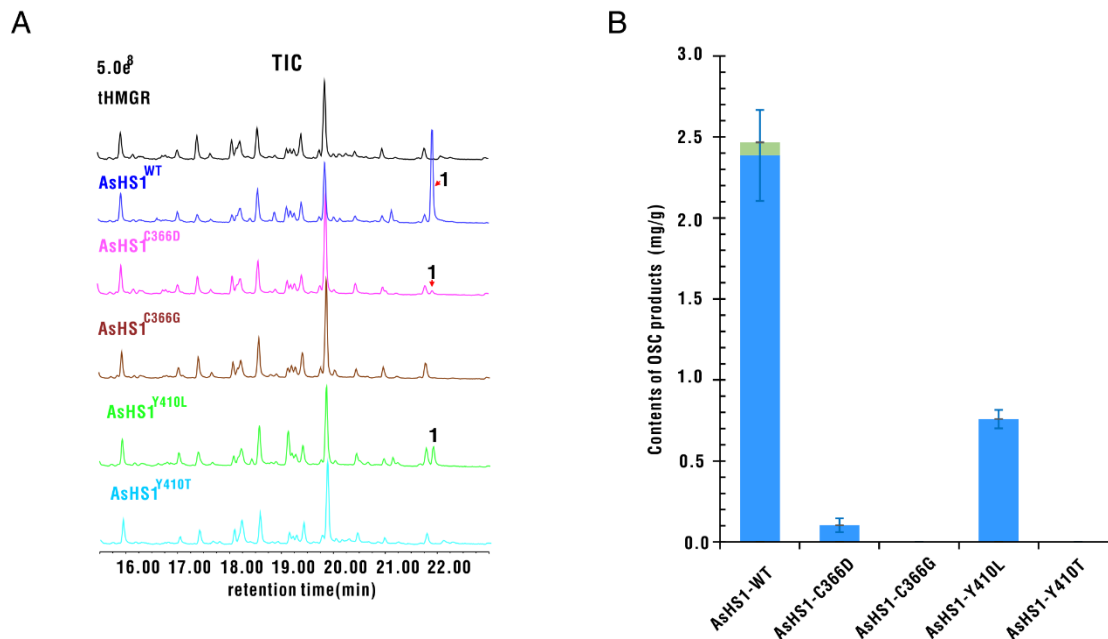 A
B
5.0e8
TIC
tHMGR
AsHS1WT
1
AsHS1C366D
1
AsHS1C366G
AsHS1Y410L
1
AsHS1Y410T
16.00 17.00 18.00 19.00 20.00 21.00 22.00
retention time(min)
Contents of OSC products (mg/g)
3.0
2.5
2.0
1.5
1.0
0.5
0.0
AsHS1-WT
AsHS1-C366D
AsHS1-C366G
AsHS1-Y410L
AsHS1-Y410T